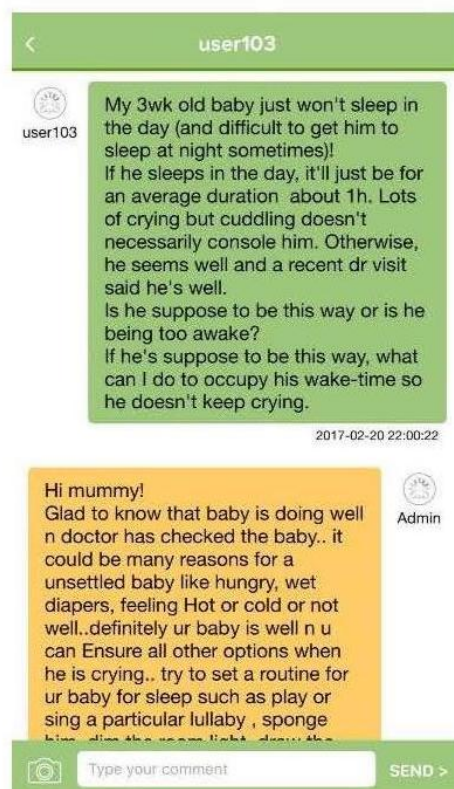 user103
user103
My 3wk old baby just won't sleep in
the day (and difficult to get him to
sleep at night sometimes)!
If he sleeps in the day, it'll just be for
an average duration about 1h. Lots
of crying but cuddling doesn't
necessarily console him. Otherwise,
he seems well and a recent dr visit
said he's well.
Is he suppose to be this way or is he
being too awake?
If he's suppose to be this way, what
can I do to occupy his wake-time so
he doesn't keep crying.
2017-02-20 22:00:22
Hi mummy!
Glad to know that baby is doing well
n doctor has checked the baby.. it
could be many reasons for a
unsettled baby like hungry, wet
diapers, feeling Hot or cold or not
well..definitely ur baby is well n u
can Ensure all other options when
he is crying.. try to set a routine for
ur baby for sleep such as play or
sing a particular lullaby , sponge
him, dim the room light, draw the
Admin
Type your comment
SEND >